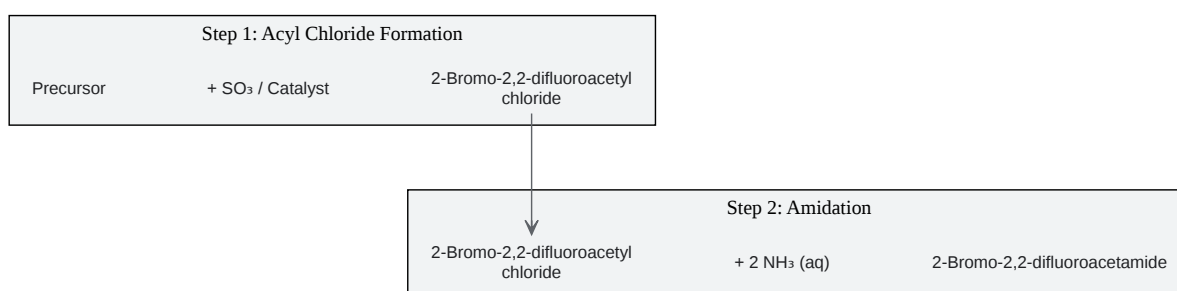 Step 1: Acyl Chloride Formation
Precursor
+ SO₃ / Catalyst
2-Bromo-2,2-difluoroacetyl
chloride
Step 2: Amidation
2-Bromo-2,2-difluoroacetyl
chloride
+ 2 NH₃ (aq)
2-Bromo-2,2-difluoroacetamide